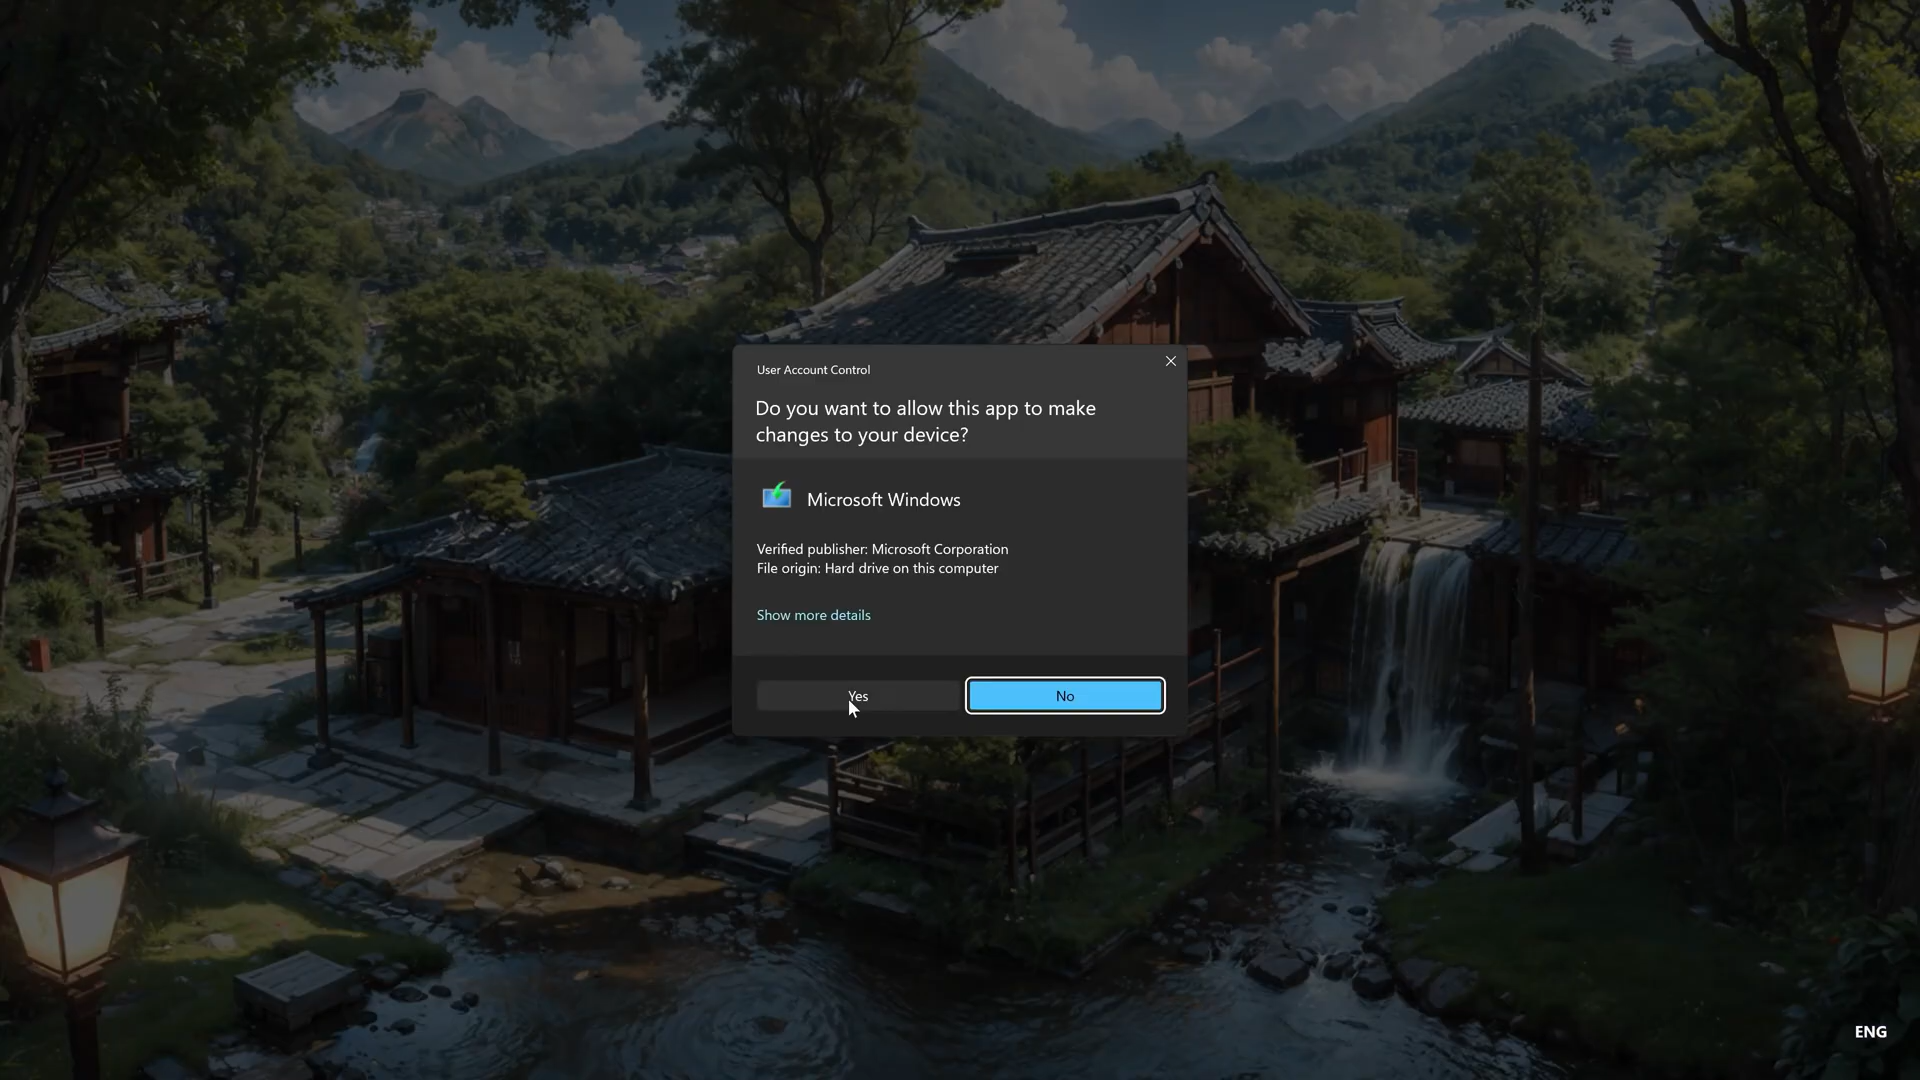 User Account Control
Do you want to allow this app to make
changes to your device?
Microsoft Windows
Verified publisher: Microsoft Corporation
File origin: Hard drive on this computer
Show more details
Yes
No
ENG